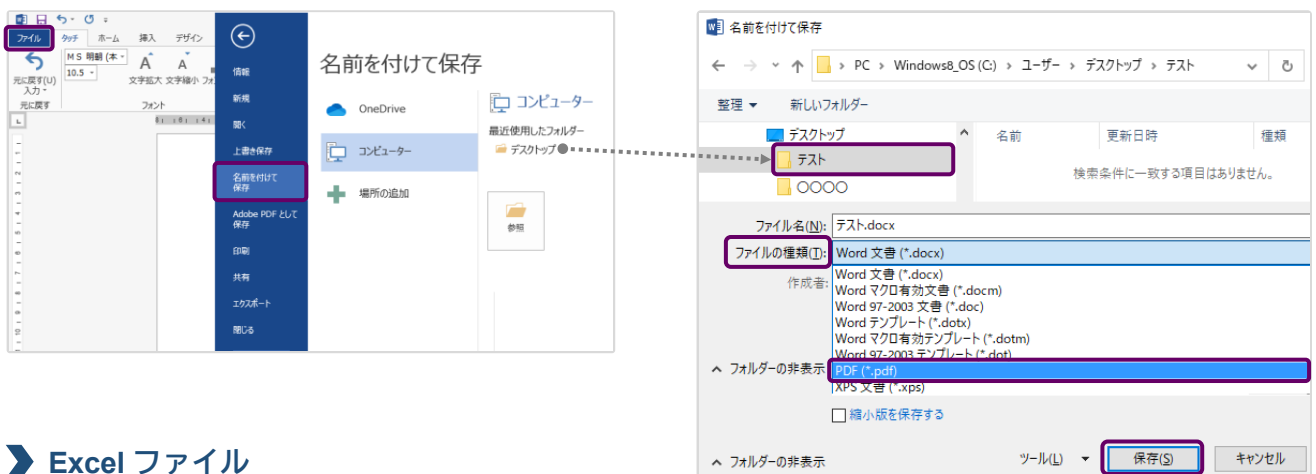 ファイル
タッチ ホーム 挿入 デザイン
元に戻す(U)
入力▾
元に戻す
MS 明朝 (本
10.5
文字拡大 文字縮小
フォント
情報
新規
開く
上書き保存
名前を付けて
保存
Adobe PDF として
保存
印刷
共有
エクスポート
閉じる
名前を付けて保存
OneDrive
コンピューター
場所の追加
コンピューター
最近使用したフォルダー
デスクトップ
参照
名前を付けて保存
PC › Windows8_OS (C:) › ユーザー › デスクトップ › テスト
整理 ▾ 新しいフォルダー
デスクトップ
テスト
〇〇〇〇
名前 更新日時 種類
検索条件に一致する項目はありません。
ファイル名(N): テスト.docx
ファイルの種類(T): Word 文書 (*.docx)
作成者:
Word 文書 (*.docx)
Word マクロ有効文書 (*.docm)
Word 97-2003 文書 (*.doc)
Word テンプレート (*.dotx)
Word マクロ有効テンプレート (*.dotm)
Word 97-2003 テンプレート (*.dot)
PDF (*.pdf)
XPS 文書 (*.xps)
フォルダーの非表示
縮小版を保存する
フォルダーの非表示 ツール(L) ▾ 保存(S) キャンセル
Excel ファイル